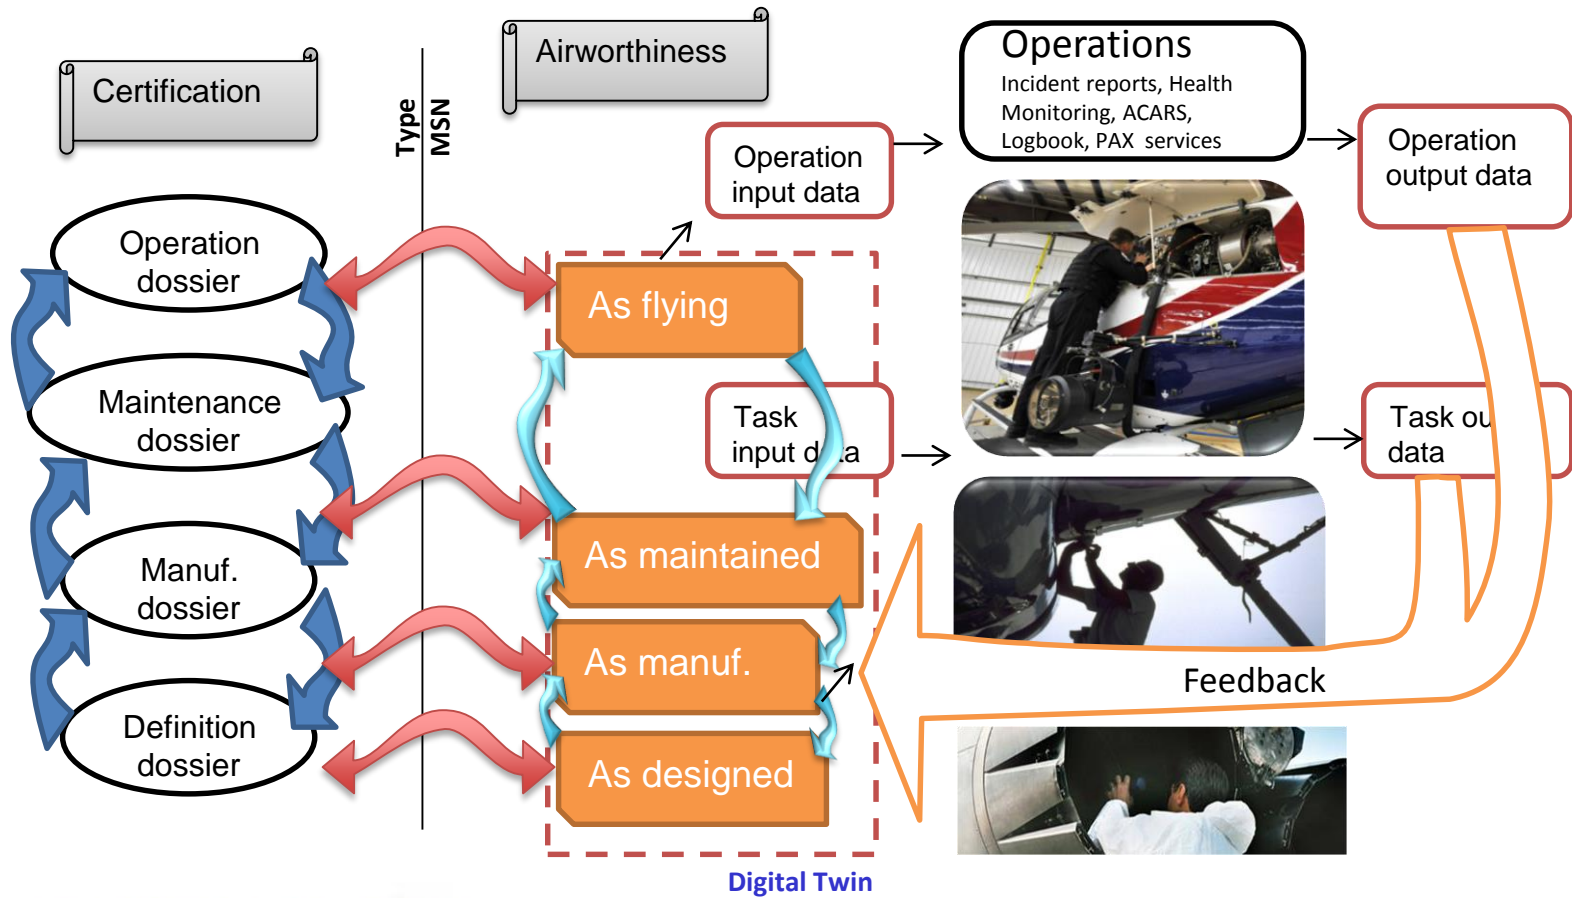 Certification
Type
MSN
Airworthiness
Operations
Incident reports, Health
Monitoring, ACARS,
Logbook, PAX services
Operation
input data
Operation
output data
Operation
dossier
As flying
Maintenance
dossier
Task
input data
Task ou
data
As maintained
Manuf.
dossier
As manuf.
Feedback
Definition
dossier
As designed
Digital Twin